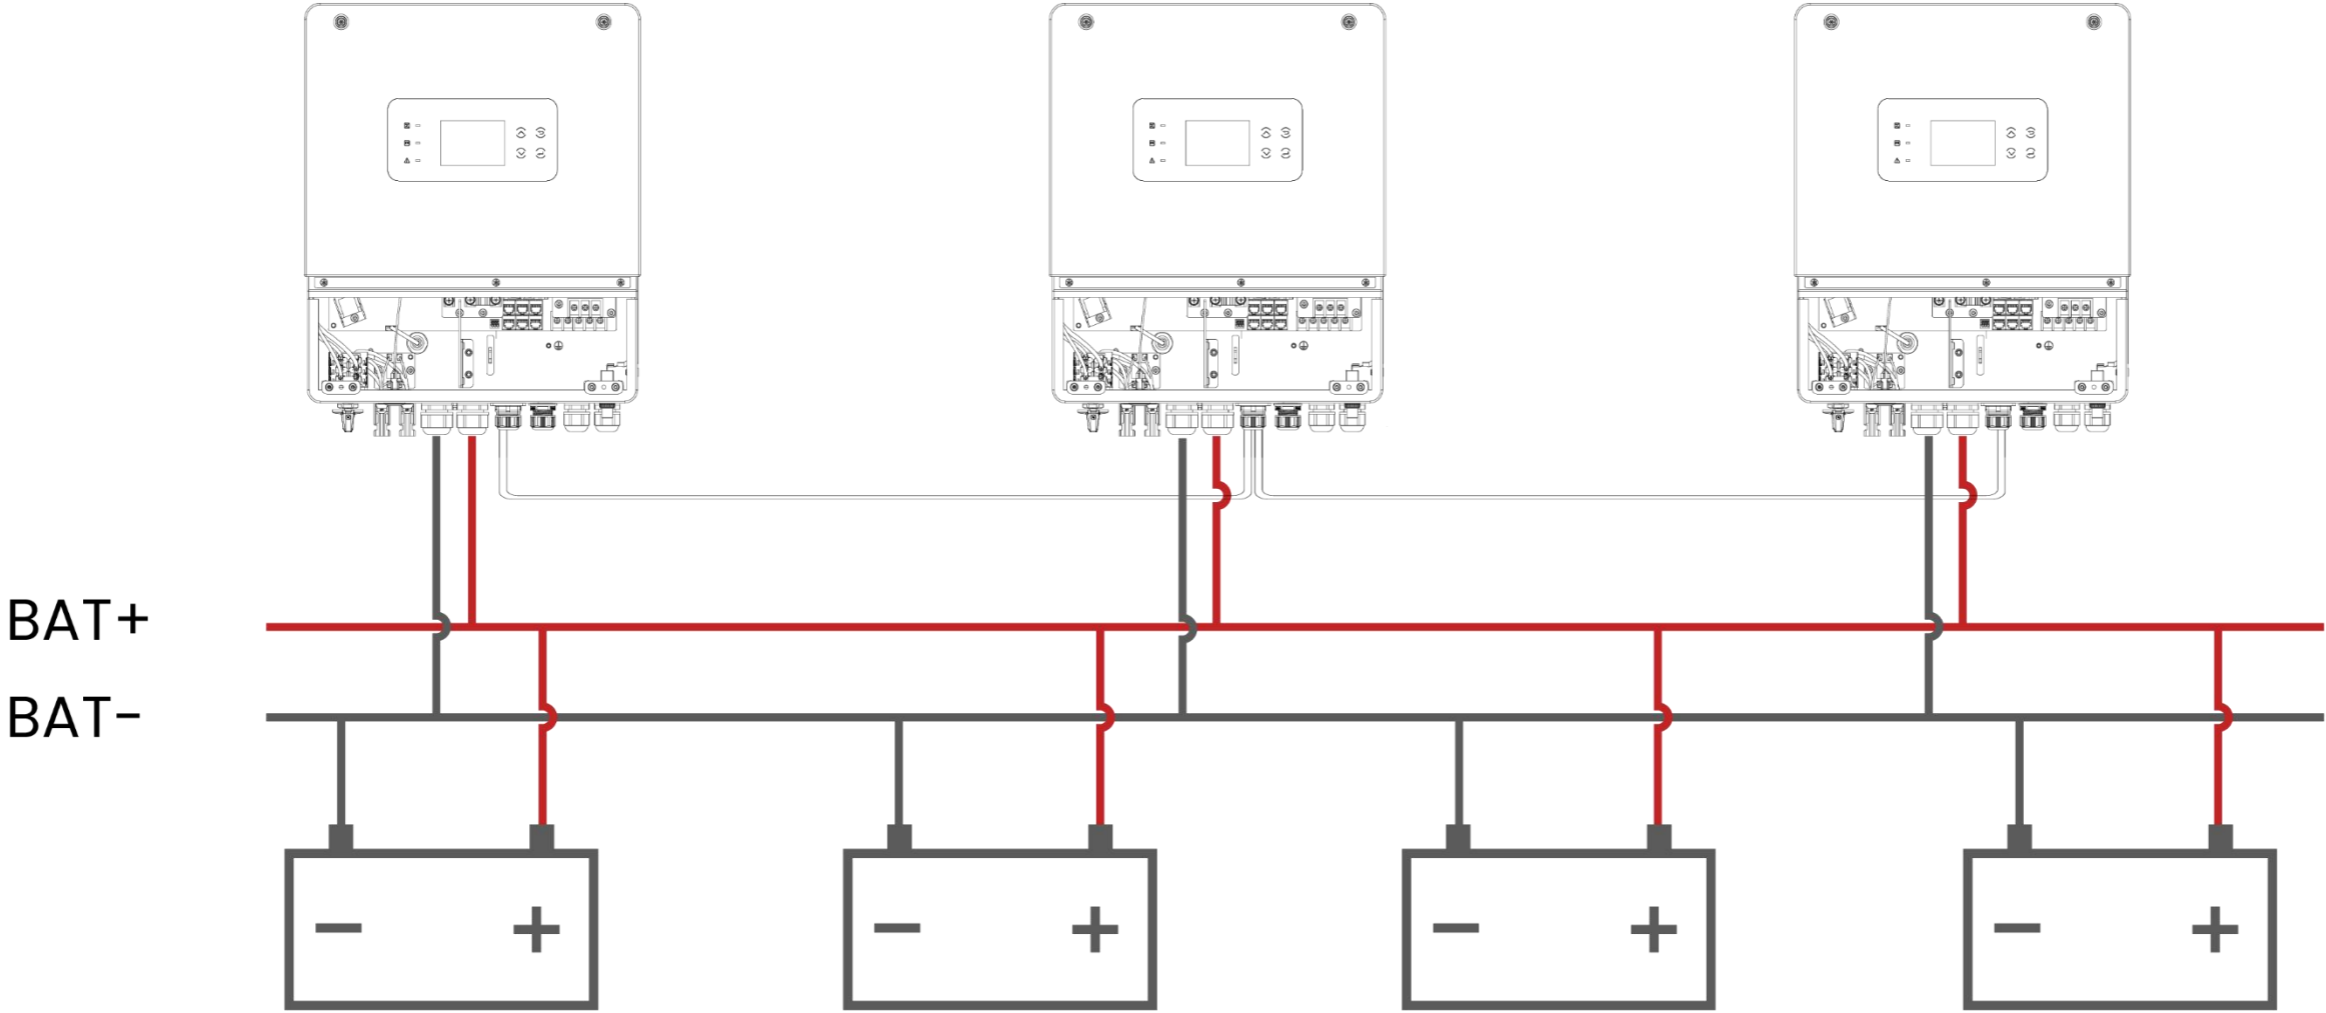 BAT+
BAT-
− +
− +
− +
− +